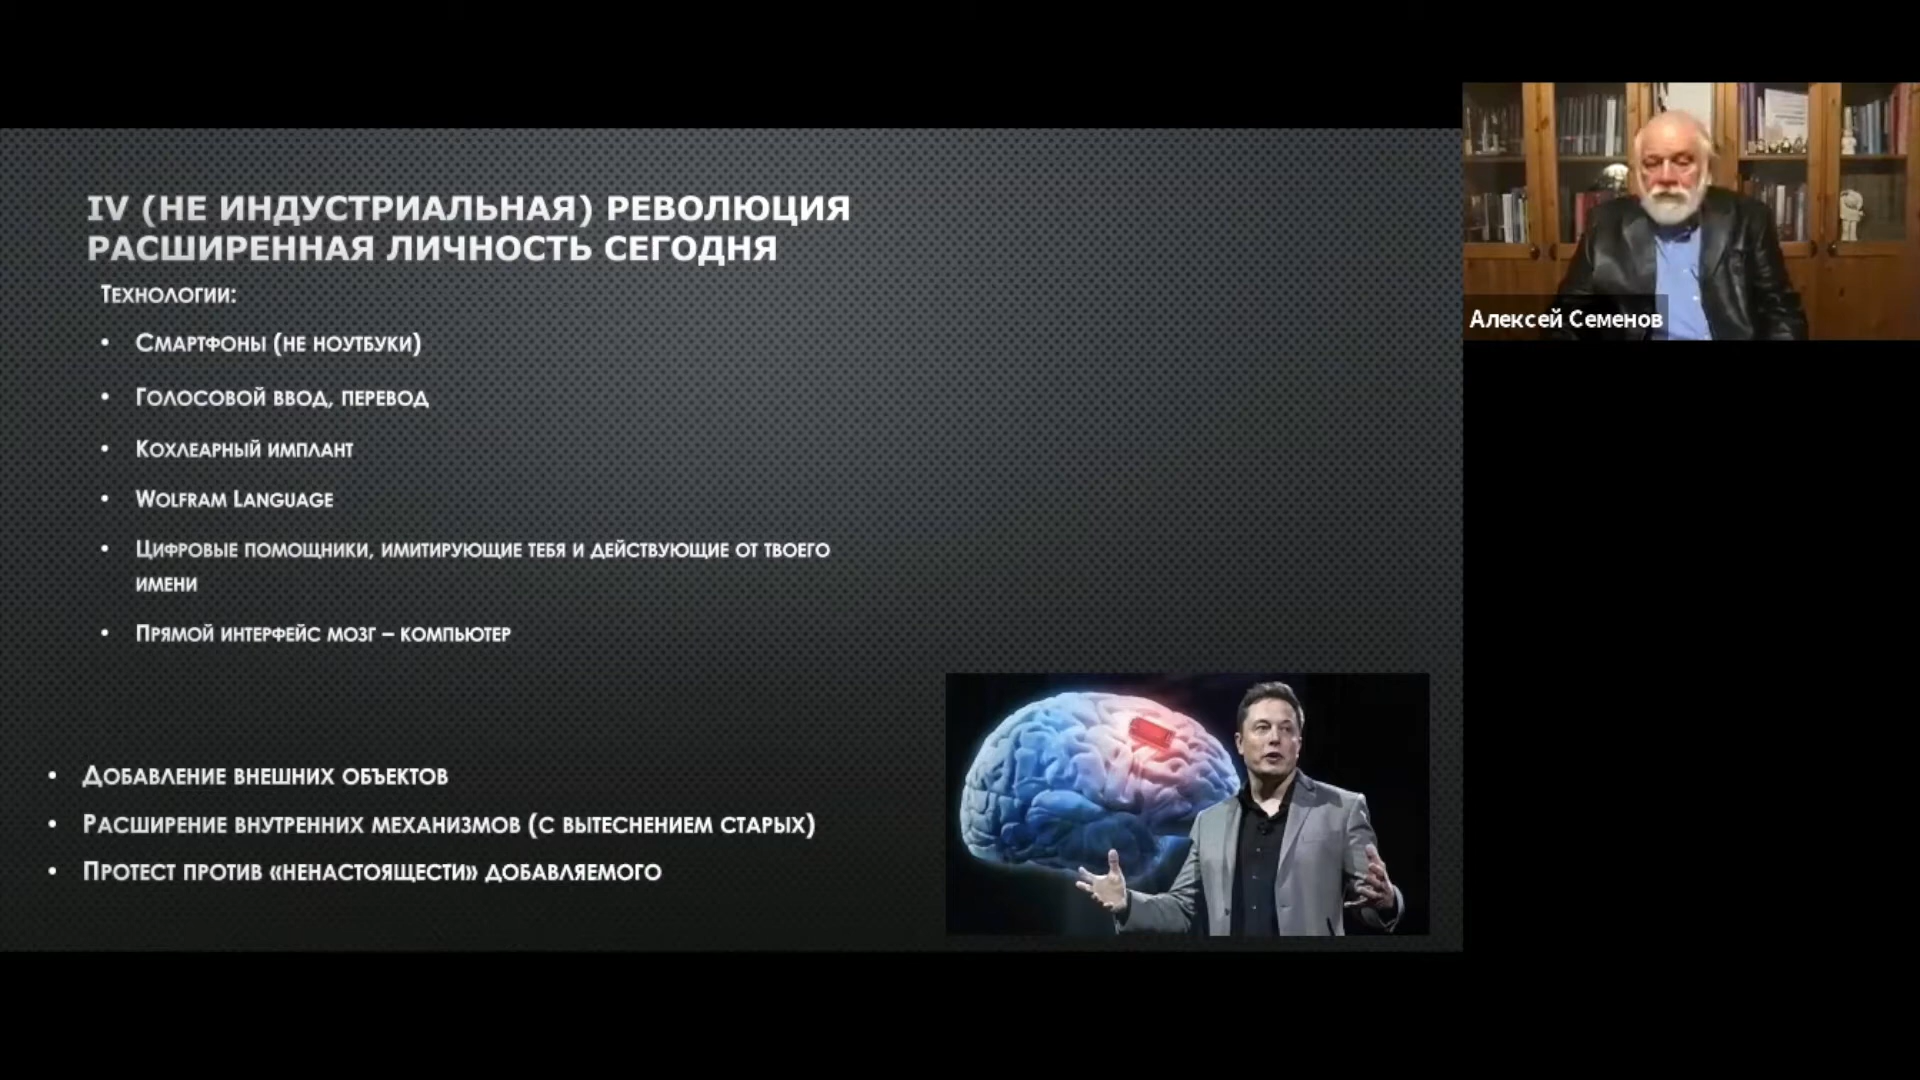 IV (НЕ ИНДУСТРИАЛЬНАЯ) РЕВОЛЮЦИЯ
РАСШИРЕННАЯ ЛИЧНОСТЬ СЕГОДНЯ
Технологии:
• Смартфоны (не ноутбуки)
• Голосовой ввод, перевод
• Кохлеарный имплант
• Wolfram Language
• Цифровые помощники, имитирующие тебя и действующие от твоего
имени
• Прямой интерфейс мозг – компьютер
• Добавление внешних объектов
• Расширение внутренних механизмов (с вытеснением старых)
• Протест против «ненастоящести» добавляемого
Алексей Семенов